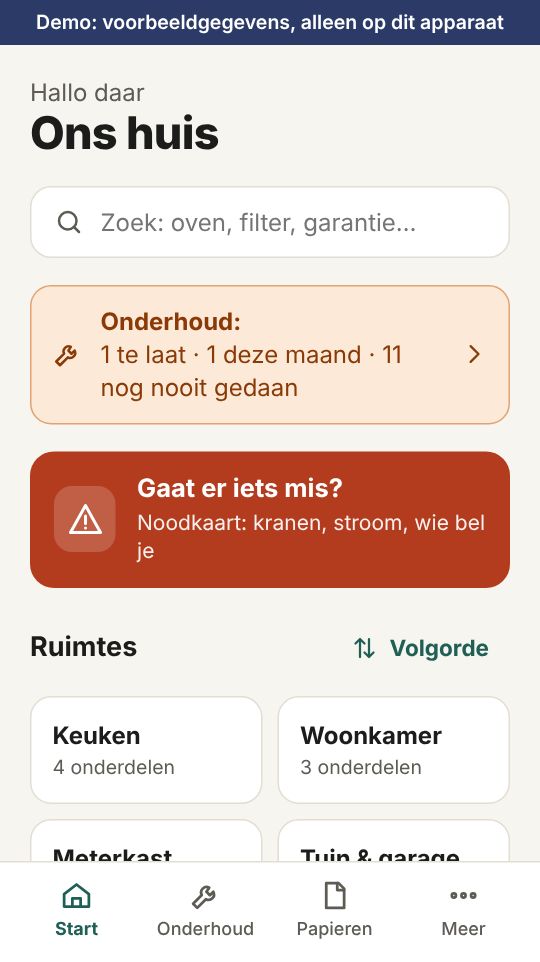 Demo: voorbeeldgegevens, alleen op dit apparaat
Hallo daar
Ons huis
Zoek: oven, filter, garantie...
Onderhoud:
1 te laat · 1 deze maand · 11
nog nooit gedaan
Gaat er iets mis?
Noodkaart: kranen, stroom, wie bel
je
Ruimtes
Volgorde
Keuken
4 onderdelen
Woonkamer
3 onderdelen
Meterkast
Tuin & garage
Start
Onderhoud
Papieren
Meer